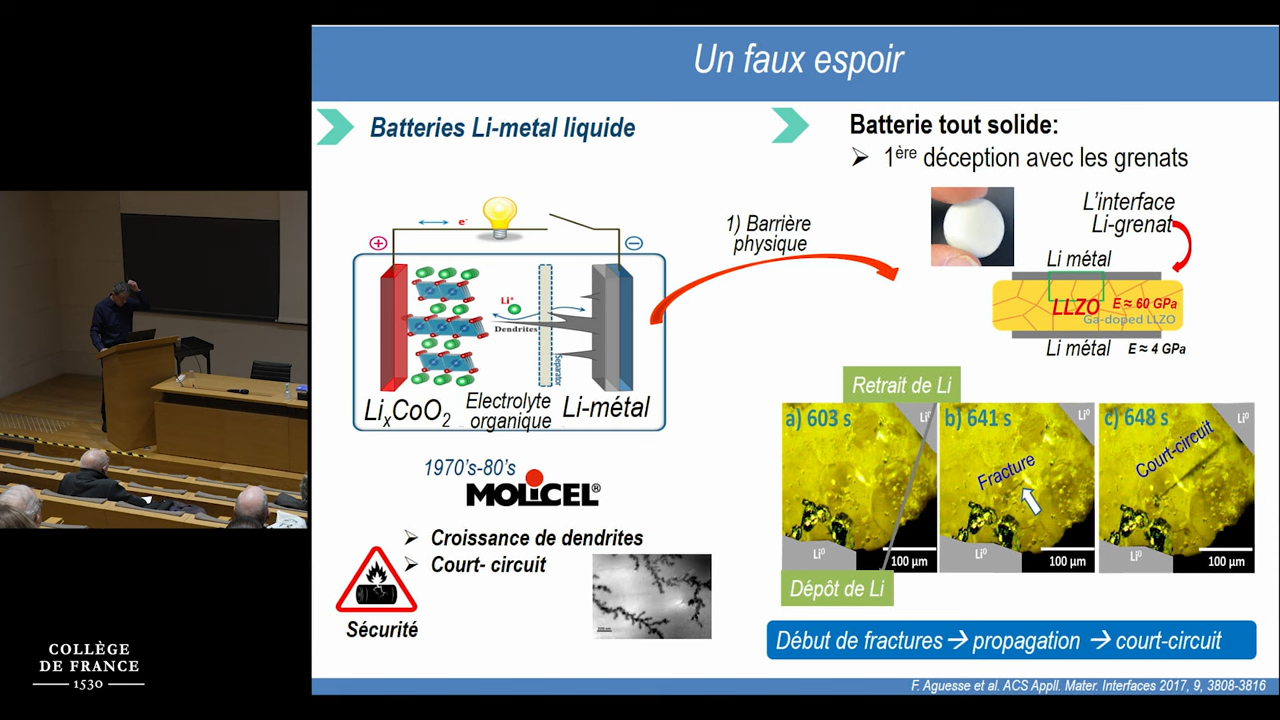 Un faux espoir
Batteries Li-metal liquide
e-
+
−
Li+
Dendrites
Separator
LixCoO2
Electrolyte
organique
Li-métal
1970's-80's
MOLiCEL®
Croissance de dendrites
Court- circuit
Sécurité
1) Barrière
physique
Batterie tout solide:
1ère déception avec les grenats
L'interface
Li-grenat
Li métal
LLZO
E ≈ 60 GPa
Ga-doped LLZO
Li métal
E ≈ 4 GPa
Retrait de Li
a) 603 s
Li0
Li0
100 µm
b) 641 s
Li0
Fracture
Li0
100 µm
c) 648 s
Li0
Court-circuit
Li0
100 µm
Dépôt de Li
Début de fractures → propagation → court-circuit
F. Aguesse et al. ACS Appll. Mater. Interfaces 2017, 9, 3808-3816
COLLÈGE
DE FRANCE
1530